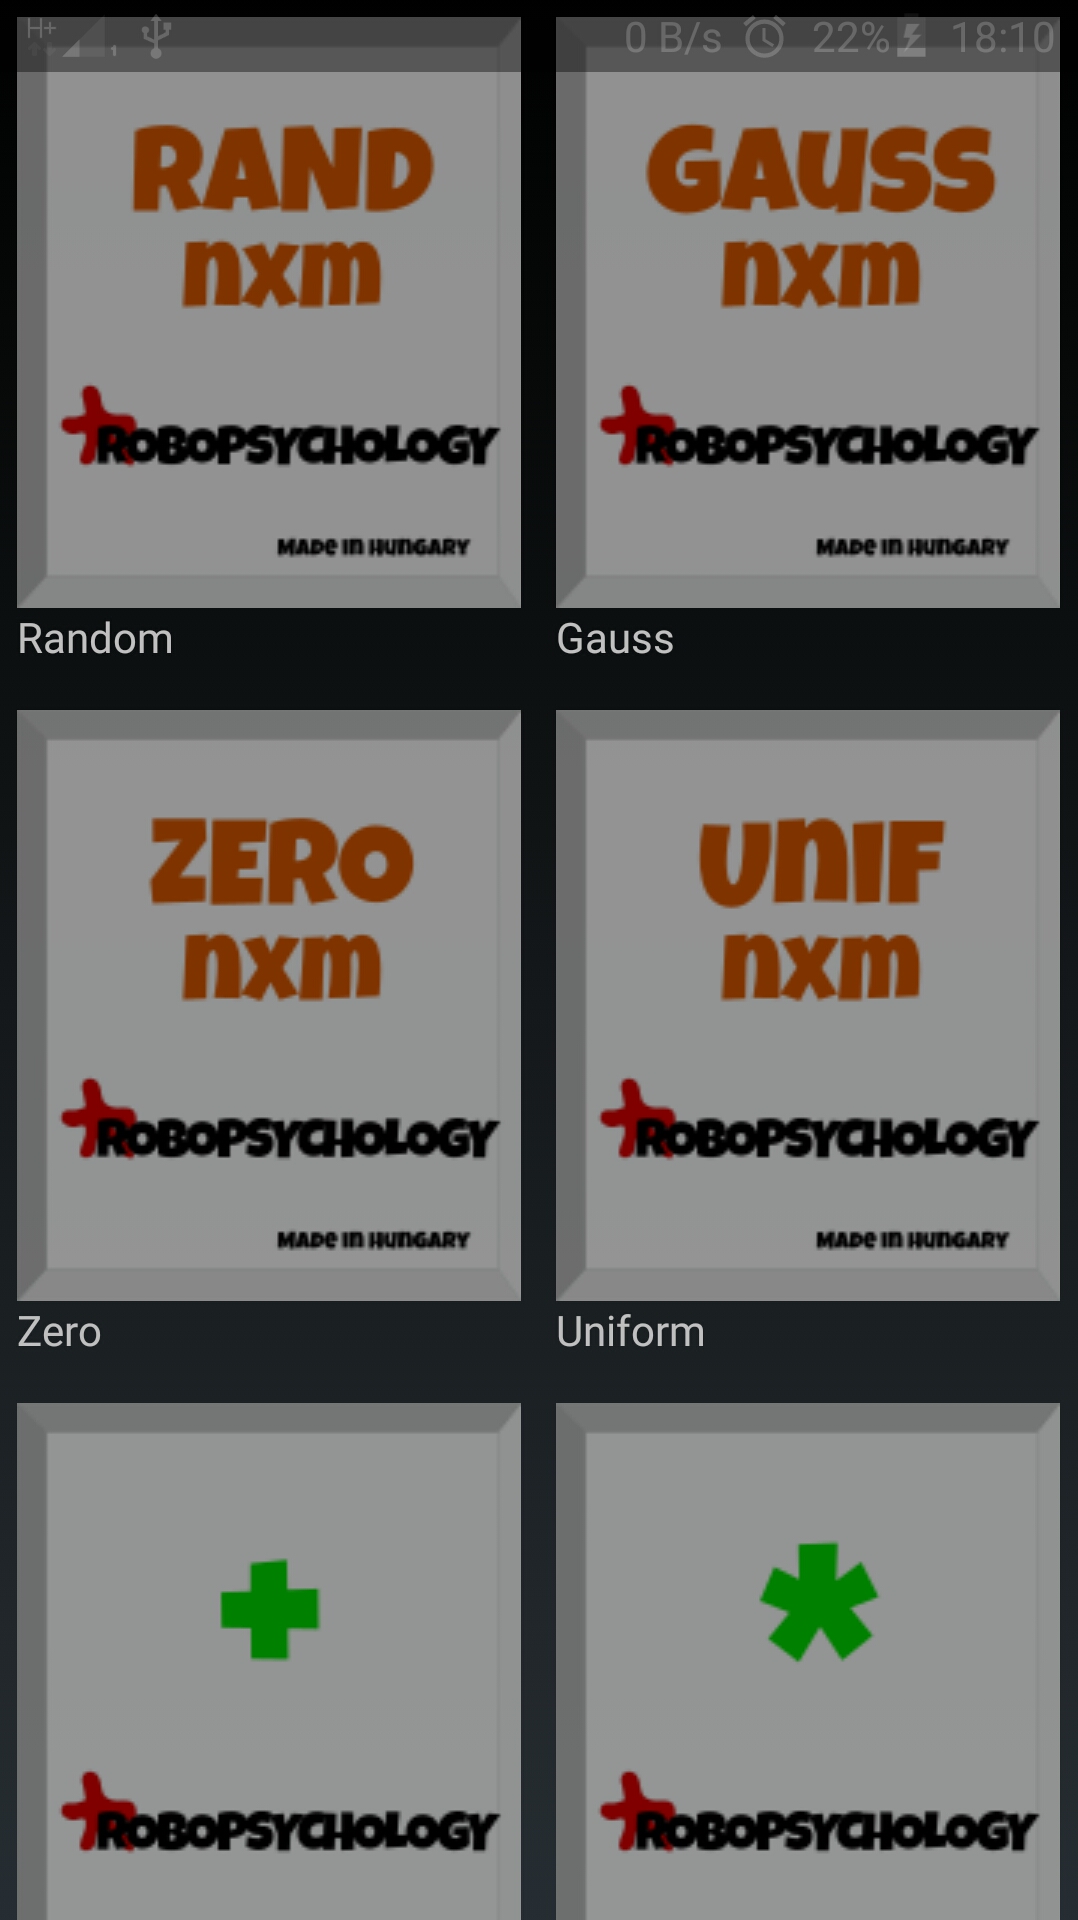 H+ 1 0 B/s 22% 18:10
RAND
nxm
ROBOPSYCHOLOGY
MADe In HUnGARY
Random
GAUSS
nxm
ROBOPSYCHOLOGY
MADe In HUnGARY
Gauss
ZERO
nxm
ROBOPSYCHOLOGY
MADe In HUnGARY
Zero
UnIF
nxm
ROBOPSYCHOLOGY
MADe In HUnGARY
Uniform
+
ROBOPSYCHOLOGY
*
ROBOPSYCHOLOGY